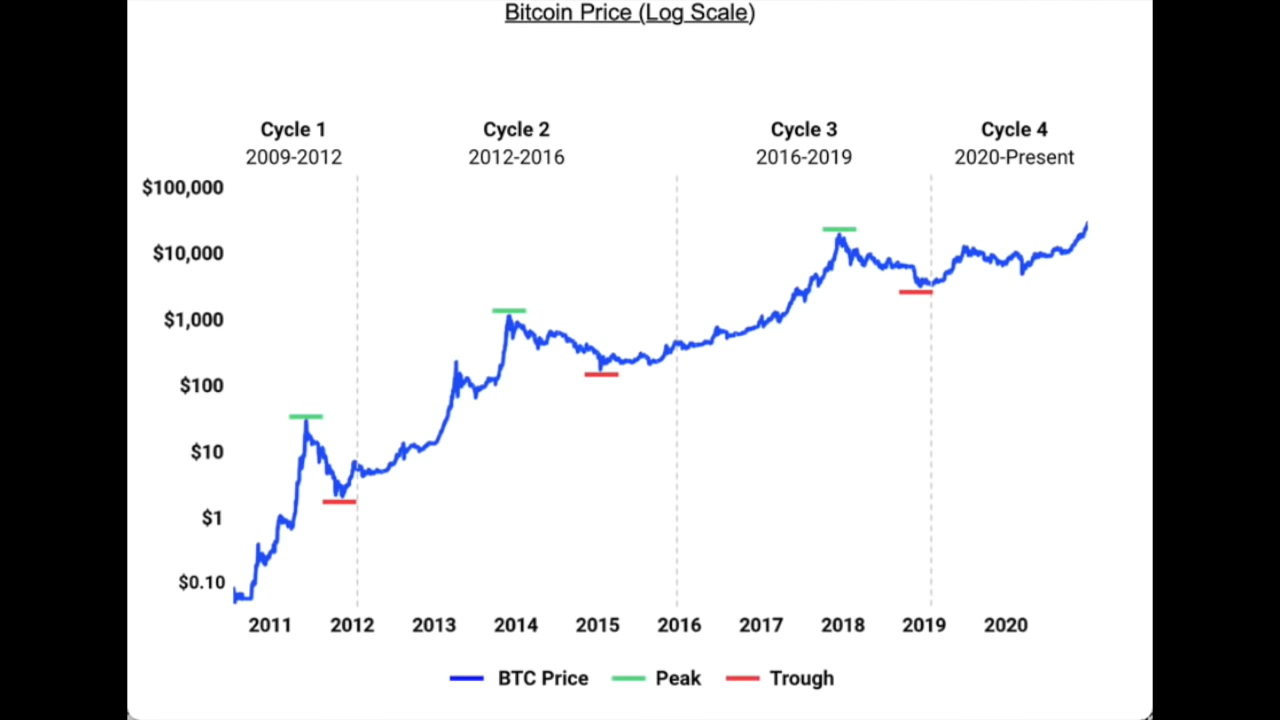 Bitcoin Price (Log Scale)
Cycle 1
2009-2012
Cycle 2
2012-2016
Cycle 3
2016-2019
Cycle 4
2020-Present
$100,000
$10,000
$1,000
$100
$10
$1
$0.10
2011 2012 2013 2014 2015 2016 2017 2018 2019 2020
BTC Price Peak Trough